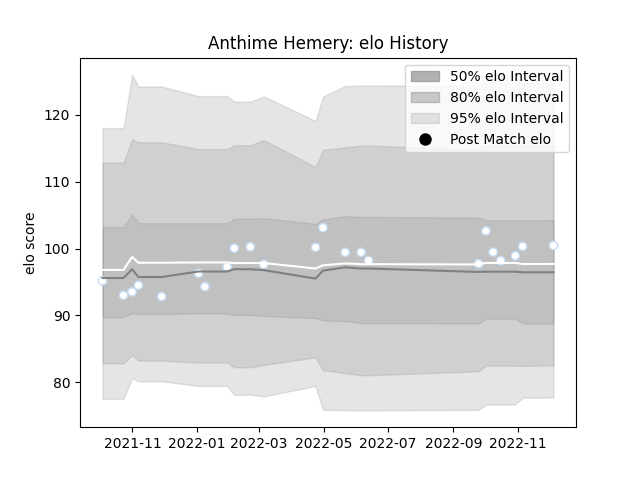 Anthime Hemery: elo History
50% elo Interval
80% elo Interval
95% elo Interval
Post Match elo
elo score
120
110
100
90
80
2021-11
2022-01
2022-03
2022-05
2022-07
2022-09
2022-11